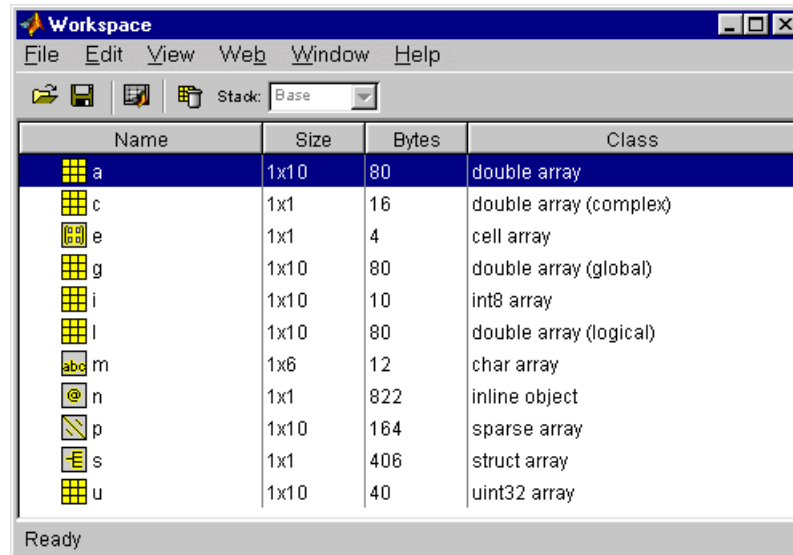 Workspace
File Edit View Web Window Help
Stack: Base
Name Size Bytes Class
a 1x10 80 double array
c 1x1 16 double array (complex)
e 1x1 4 cell array
g 1x10 80 double array (global)
i 1x10 10 int8 array
l 1x10 80 double array (logical)
abc m 1x6 12 char array
@ n 1x1 822 inline object
p 1x10 164 sparse array
s 1x1 406 struct array
u 1x10 40 uint32 array
Ready